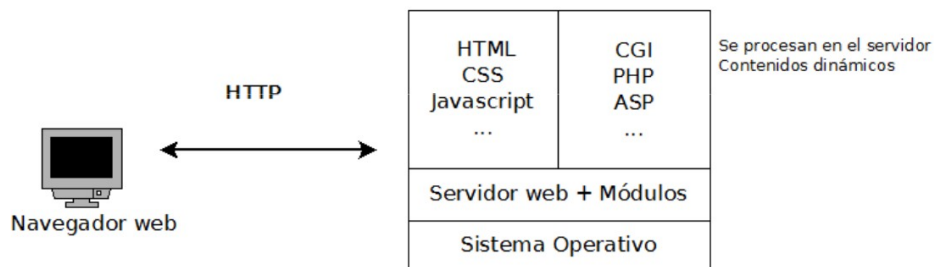 HTTP
Navegador web
HTML
CSS
Javascript
...
CGI
PHP
ASP
...
Se procesan en el servidor
Contenidos dinámicos
Servidor web + Módulos
Sistema Operativo